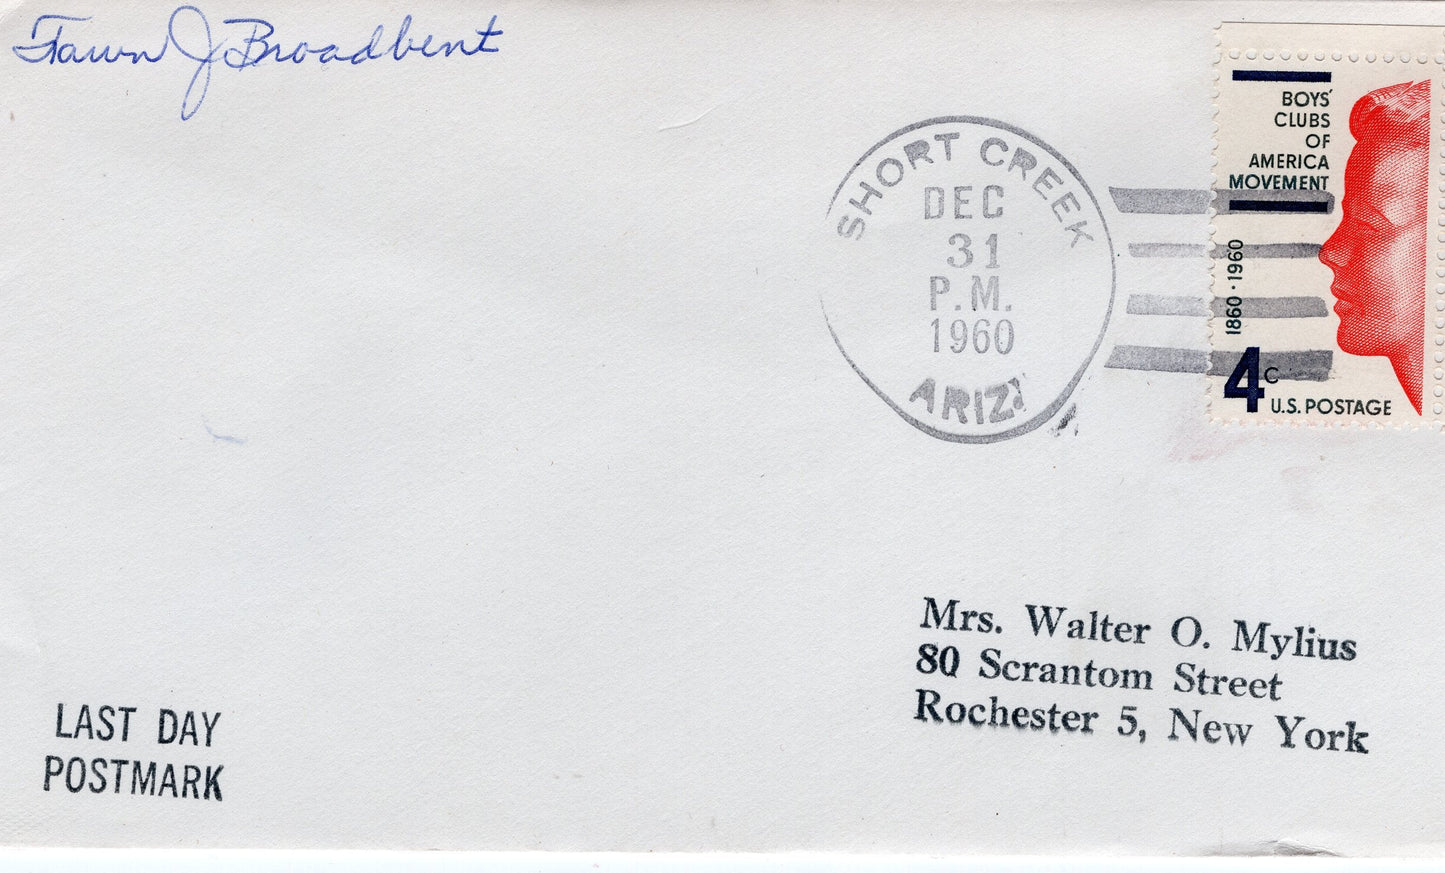 Fawn J Broadbent
SHORT CREEK
DEC
31
P.M.
1960
ARIZ.
BOYS'
CLUBS
OF
AMERICA
MOVEMENT
1860 · 1960
4c
U.S. POSTAGE
Mrs. Walter O. Mylius
80 Scrantom Street
Rochester 5, New York
LAST DAY
POSTMARK